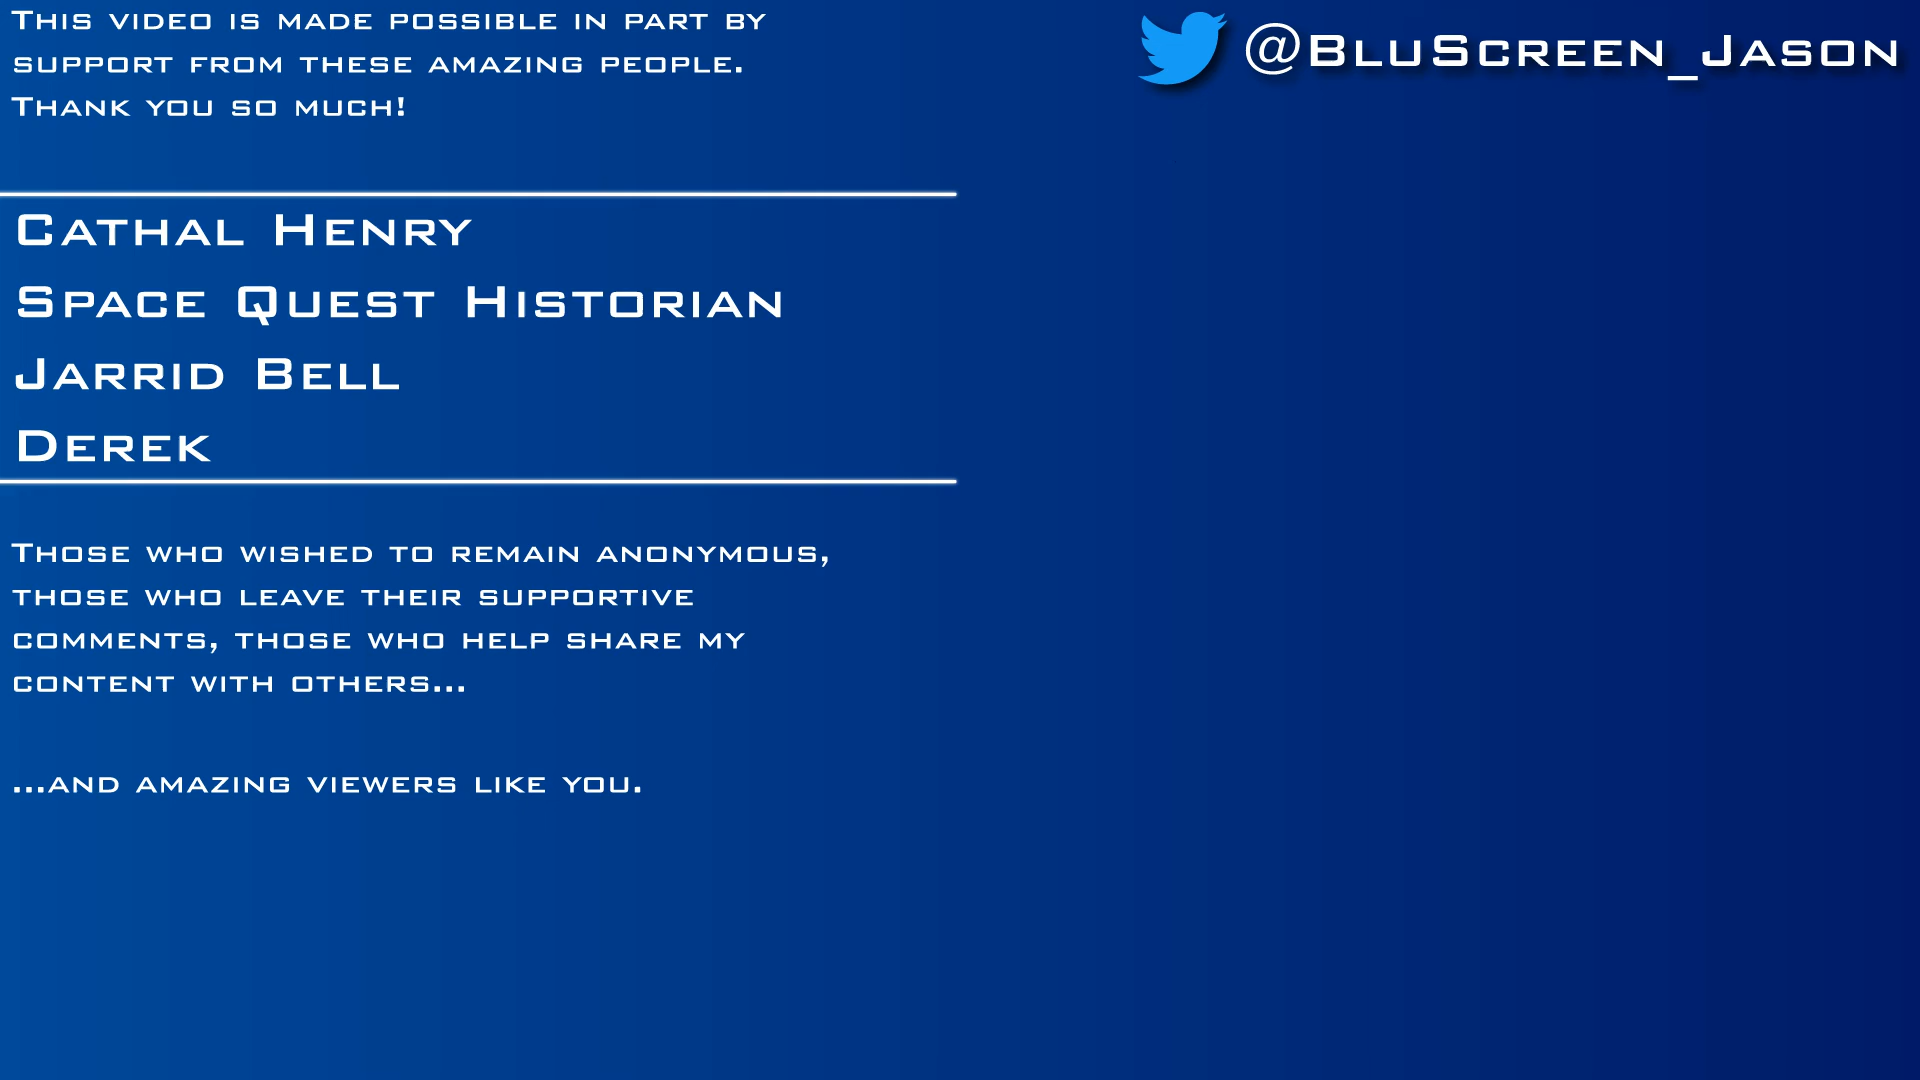 This video is made possible in part by
support from these amazing people.
Thank you so much!
@BluScreen_Jason
Cathal Henry
Space Quest Historian
Jarrid Bell
Derek
Those who wished to remain anonymous,
those who leave their supportive
comments, those who help share my
content with others...
...and amazing viewers like you.